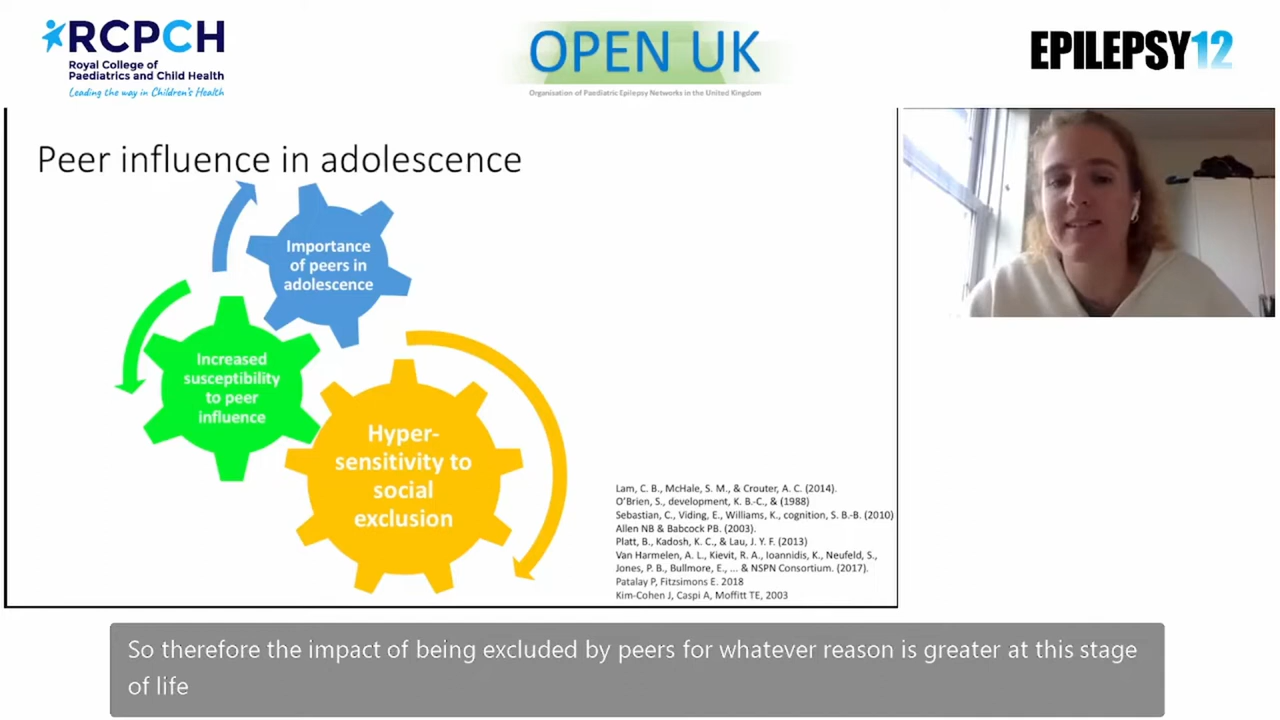 RCPCH
Royal College of
Paediatrics and Child Health
Leading the way in Children's Health
OPEN UK
Organisation of Paediatric Epilepsy Networks in the United Kingdom
EPILEPSY12
Peer influence in adolescence
Importance
of peers in
adolescence
Increased
susceptibility
to peer
influence
Hyper-
sensitivity to
social
exclusion
Lam, C. B., McHale, S. M., & Crouter, A. C. (2014).
O'Brien, S., development, K. B.-C., & (1988)
Sebastian, C., Viding, E., Williams, K., cognition, S. B.-B. (2010)
Allen NB & Babcock PB. (2003).
Platt, B., Kadosh, K. C., & Lau, J. Y. F. (2013)
Van Harmelen, A. L., Kievit, R. A., Ioannidis, K., Neufeld, S.,
Jones, P. B., Bullmore, E., ... & NSPN Consortium. (2017).
Patalay P, Fitzsimons E. 2018
Kim-Cohen J, Caspi A, Moffitt TE, 2003
So therefore the impact of being excluded by peers for whatever reason is greater at this stage
of life